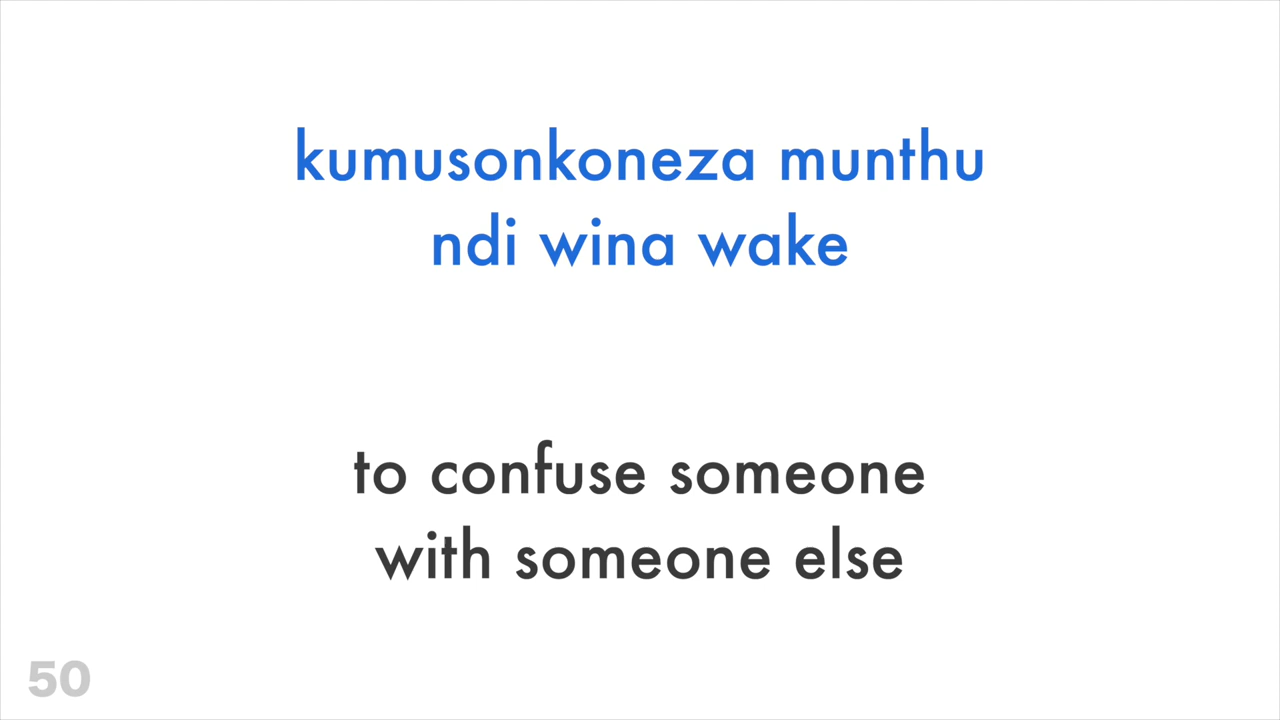 kumusonkoneza munthu
ndi wina wake
to confuse someone
with someone else
50